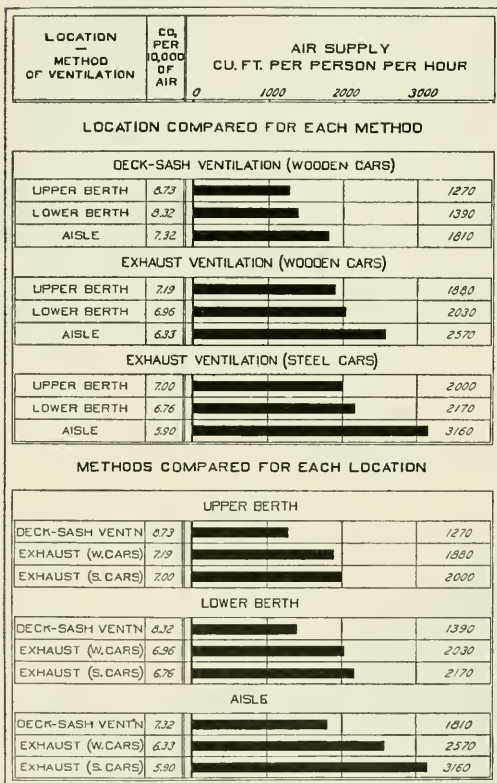 LOCATION
—
METHOD
OF VENTILATION
CO₂
PER
10,000
OF
AIR
AIR SUPPLY
CU. FT. PER PERSON PER HOUR
0 1000 2000 3000
LOCATION COMPARED FOR EACH METHOD
DECK-SASH VENTILATION (WOODEN CARS)
UPPER BERTH 8.73 1270
LOWER BERTH 8.32 1390
AISLE 7.32 1810
EXHAUST VENTILATION (WOODEN CARS)
UPPER BERTH 7.19 1880
LOWER BERTH 6.96 2030
AISLE 6.33 2570
EXHAUST VENTILATION (STEEL CARS)
UPPER BERTH 7.00 2000
LOWER BERTH 6.76 2170
AISLE 5.90 3160
METHODS COMPARED FOR EACH LOCATION
UPPER BERTH
DECK-SASH VENTN 8.73 1270
EXHAUST (W.CARS) 7.19 1880
EXHAUST (S.CARS) 7.00 2000
LOWER BERTH
DECK-SASH VENTN 8.32 1390
EXHAUST (W.CARS) 6.96 2030
EXHAUST (S.CARS) 6.76 2170
AISLE
DECK-SASH VENT'N 7.32 1810
EXHAUST (W.CARS) 6.33 2570
EXHAUST (S.CARS) 5.90 3160